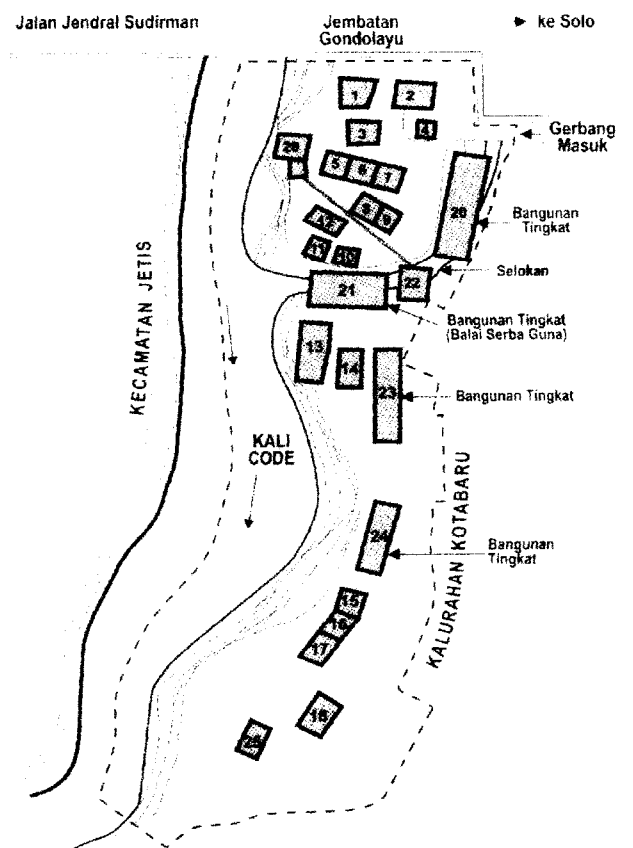 Jalan Jendral Sudirman
Jembatan
Gondolayu
ke Solo
Gerbang
Masuk
1
2
3
4
5
6
7
8
9
20
Bangunan
Tingkat
10
11
Selokan
21
22
Bangunan Tingkat
(Balai Serba Guna)
KECAMATAN JETIS
13
14
23
Bangunan Tingkat
KALI
CODE
KALURAHAN KOTABARU
24
Bangunan
Tingkat
15
16
17
18